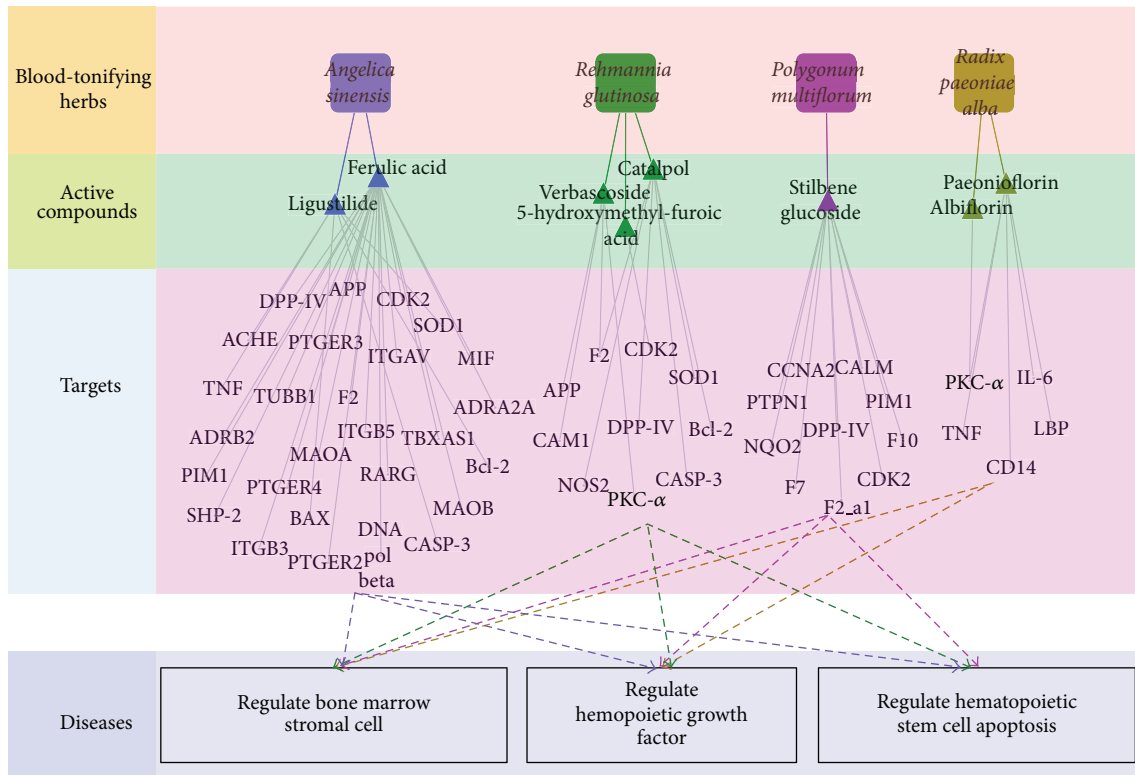 Blood-tonifying
herbs
Angelica
sinensis
Rehmannia
glutinosa
Polygonum
multiflorum
Radix
paeoniae
alba
Active
compounds
Ferulic acid
Ligustilide
Catalpol
Verbascoside
5-hydroxymethyl-furoic
acid
Stilbene
glucoside
Paeonioflorin
Albiflorin
Targets
DPP-IV
APP
CDK2
SOD1
ACHE
PTGER3
ITGAV
MIF
TNF
TUBB1
F2
ADRA2A
ADRB2
ITGB5
TBXAS1
MAOA
Bcl-2
PIM1
PTGER4
RARG
SHP-2
BAX
MAOB
DNA
pol
beta
ITGB3
PTGER2
CASP-3
F2
CDK2
SOD1
APP
CAM1
DPP-IV
Bcl-2
NOS2
CASP-3
PKC-α
CCNA2
CALM
PTPN1
PIM1
NQO2
DPP-IV
F10
F7
CDK2
F2_a1
PKC-α
IL-6
TNF
LBP
CD14
Diseases
Regulate bone marrow
stromal cell
Regulate
hemopoietic growth
factor
Regulate hematopoietic
stem cell apoptosis